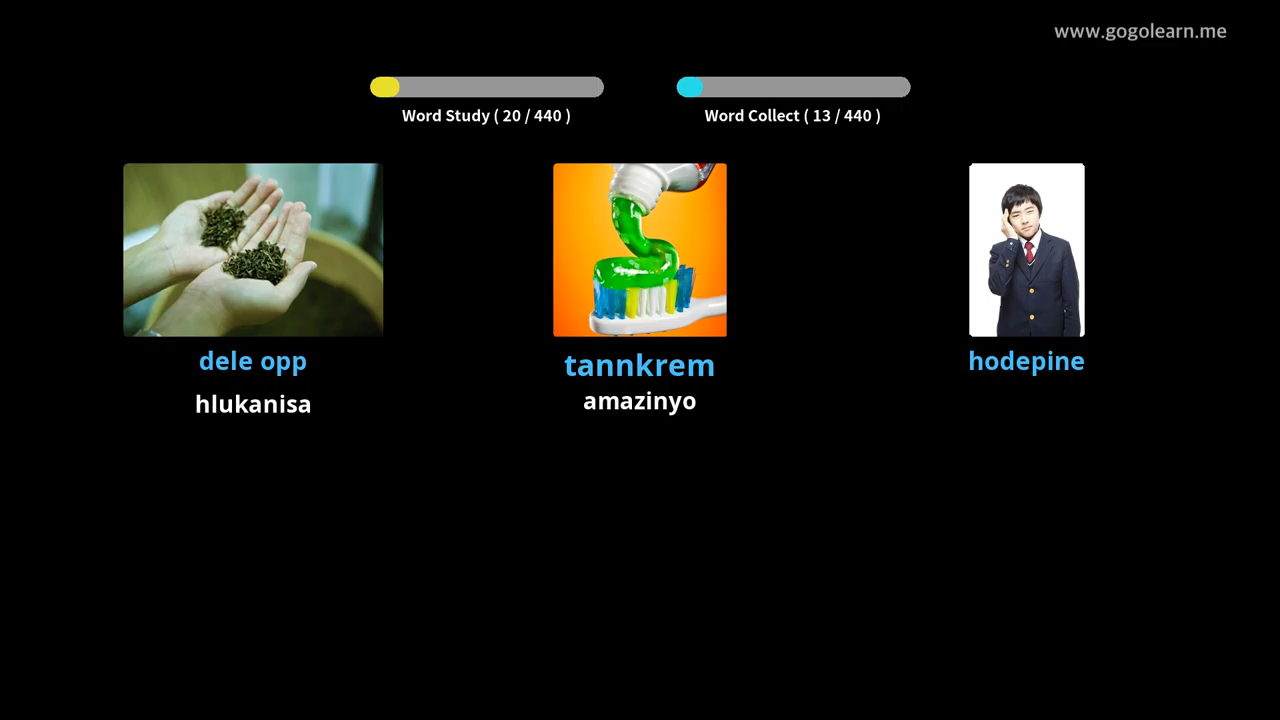 www.gogolearn.me
Word Study ( 20 / 440 )
Word Collect ( 13 / 440 )
dele opp
hlukanisa
tannkrem
amazinyo
hodepine